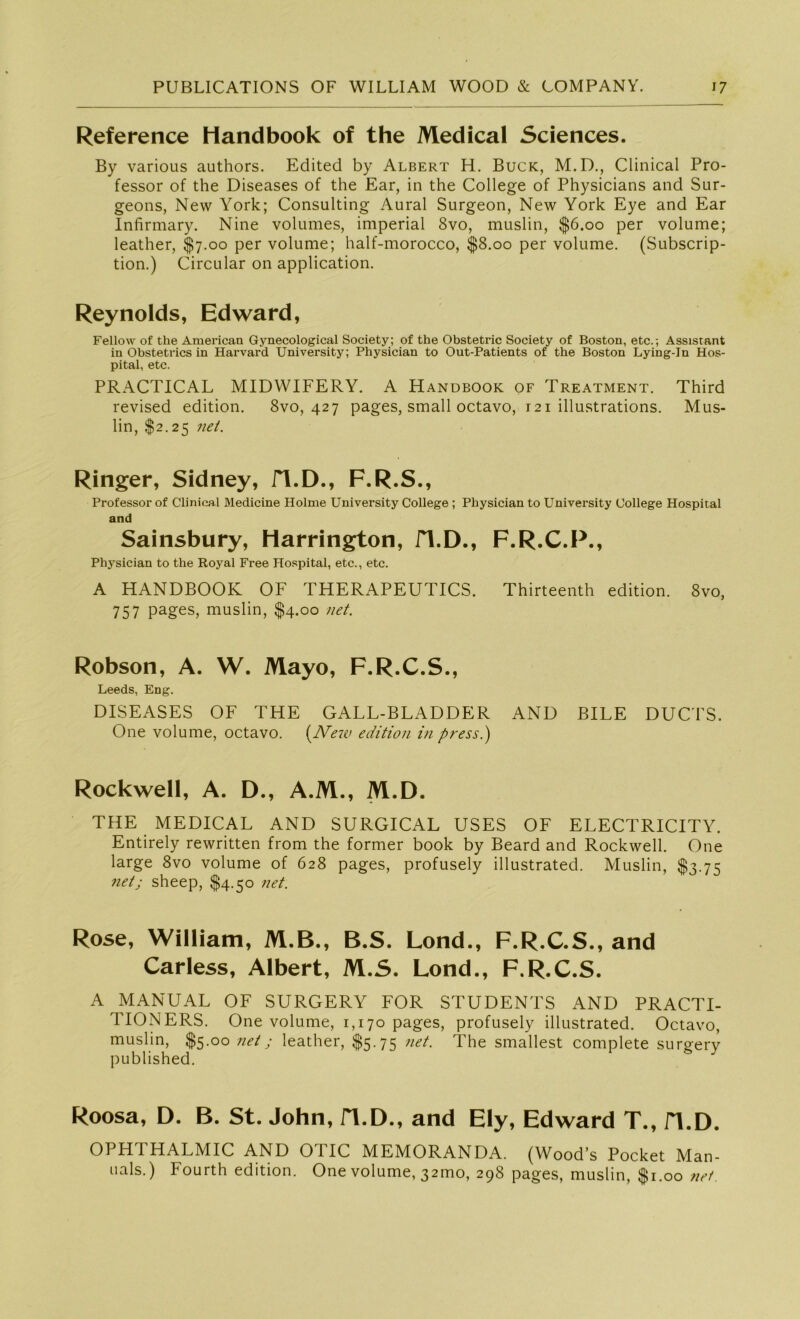 PUBLICATIONS OF WILLIAM WOOD & COMPANY. 17
Reference Handbook of the Medical Sciences.
By various authors. Edited by Albert H. Buck, M.D., Clinical Pro-
fessor of the Diseases of the Ear, in the College of Physicians and Sur-
geons, New York; Consulting Aural Surgeon, New York Eye and Ear
Infirmary. Nine volumes, imperial 8vo, muslin, $6.00 per volume;
leather, $7.00 per volume; half-morocco, $8.00 per volume. (Subscrip-
tion.) Circular on application.
Reynolds, Edward,
Fellow of the American Gynecological Society; of the Obstetric Society of Boston, etc.; Assistant
in Obstetrics in Harvard University; Physician to Out-Patients of the Boston Lying-In Hos-
pital, etc.
PRACTICAL MIDWIFERY. A Handbook of Treatment. Third
revised edition. 8vo, 427 pages, small octavo, 121 illustrations. Mus-
lin, $2.25 net.
Ringer, Sidney, M.D., F.R.S.,
Professor of Clinical Medicine Holme University College ; Physician to University College Hospital
and
Sainsbury, Harrington, M.D., F.R.C.P.,
Physician to the Royal Free Hospital, etc., etc.
A HANDBOOK OF THERAPEUTICS. Thirteenth edition. 8vo,
757 pages, muslin, $4.00 net.
Robson, A. W. Mayo, F.R.C.S.,
Leeds, Eng.
DISEASES OF THE GALL-BLADDER AND BILE DUCTS.
One volume, octavo. (New edition in press.)
Rockwell, A. D., A.M., M.D.
THE MEDICAL AND SURGICAL USES OF ELECTRICITY.
Entirely rewritten from the former book by Beard and Rockwell. One
large 8vo volume of 628 pages, profusely illustrated. Muslin, $3.75
net; sheep, $4.50 net.
Rose, William, M.B., B.S. Lond., F.R.C.S., and
Carless, Albert, M.S. Lond., F.R.C.S.
A MANUAL OF SURGERY FOR STUDENTS AND PRACTI-
TIONERS. One volume, 1,170 pages, profusely illustrated. Octavo,
muslin, $5.00 net; leather, $5.75 net. The smallest complete surgery
published.
Roosa, D. B. St. John, M.D., and Ely, Edward T., M.D.
OPHTHALMIC AND OTIC MEMORANDA. (Wood's Pocket Man-
uals.) Fourth edition. One volume, 32mo, 298 pages, muslin, $1.00 net.